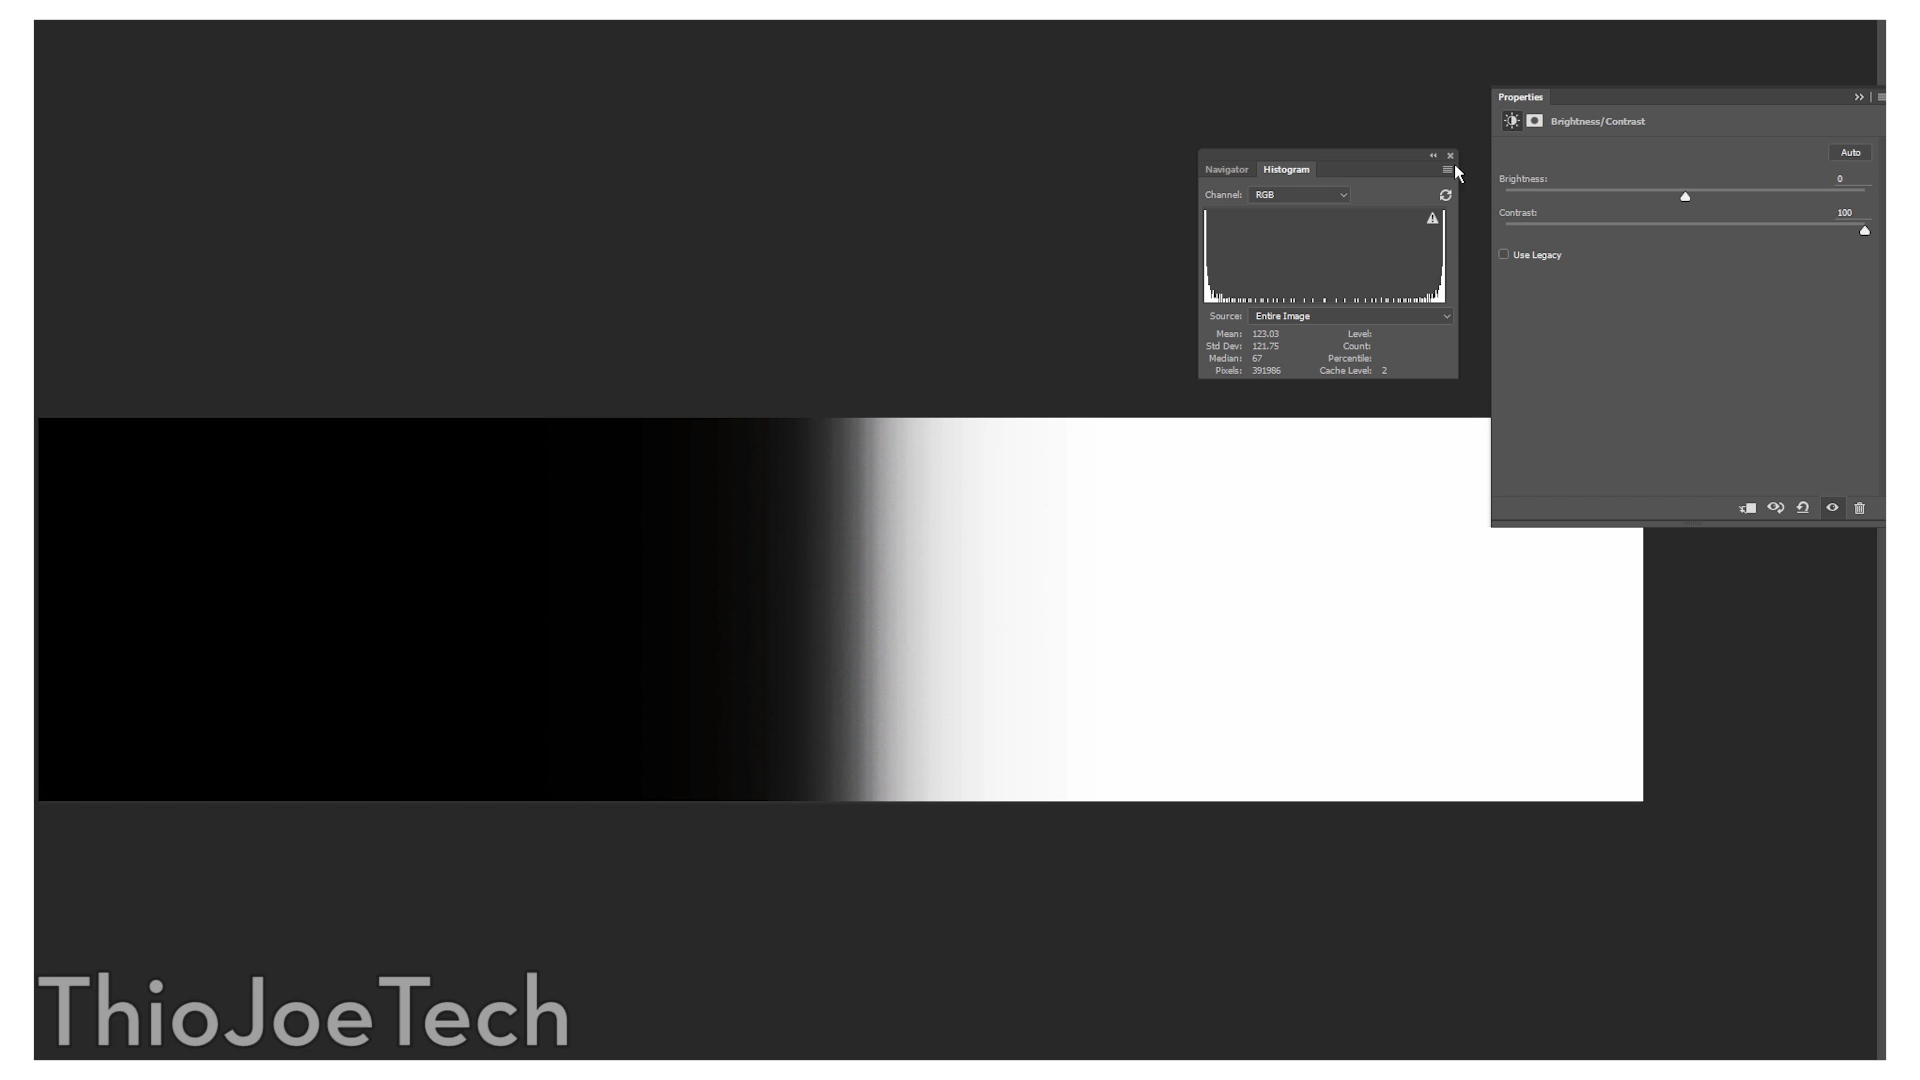 Properties
Brightness/Contrast
Auto
Brightness: 0
Contrast: 100
Use Legacy
Navigator Histogram
Channel: RGB
Source: Entire Image
Mean: 123.03 Level:
Std Dev: 121.75 Count:
Median: 67 Percentile:
Pixels: 391986 Cache Level: 2
ThioJoeTech